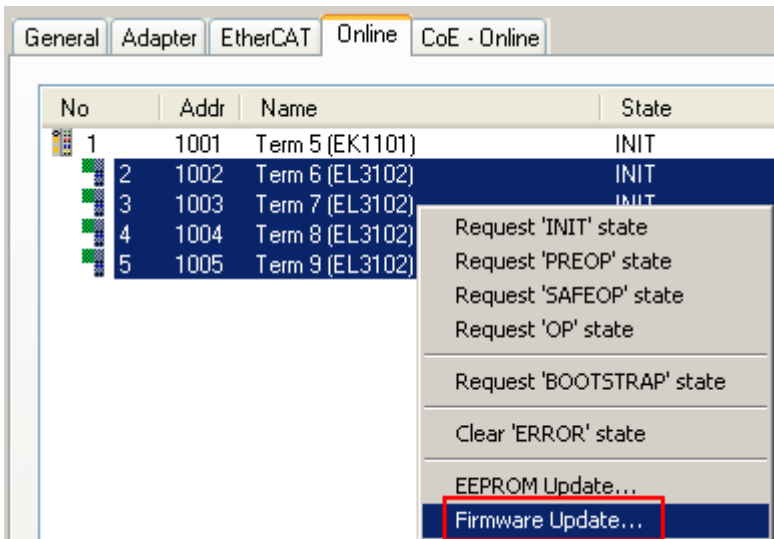 General Adapter EtherCAT Online CoE - Online
No Addr Name State
1 1001 Term 5 (EK1101) INIT
2 1002 Term 6 (EL3102) INIT
3 1003 Term 7 (EL3102) INIT
4 1004 Term 8 (EL3102)
5 1005 Term 9 (EL3102)
Request 'INIT' state
Request 'PREOP' state
Request 'SAFEOP' state
Request 'OP' state
Request 'BOOTSTRAP' state
Clear 'ERROR' state
EEPROM Update...
Firmware Update...